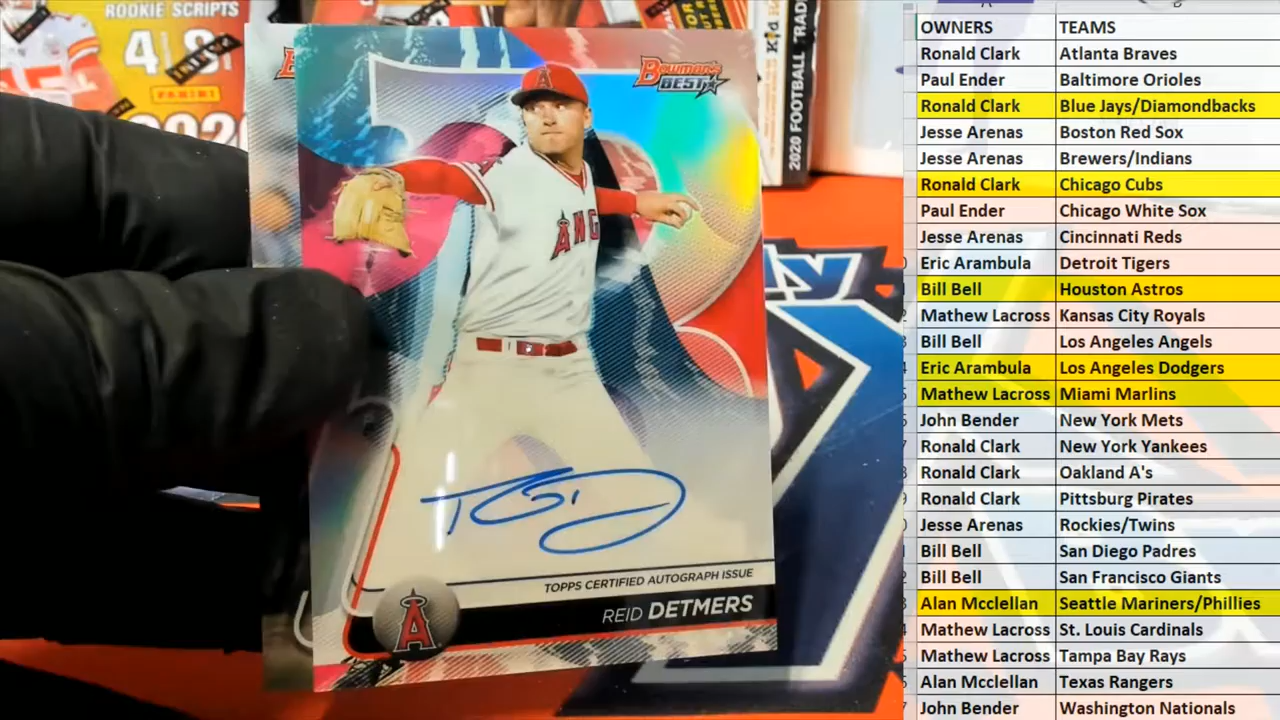 ROOKIE SCRIPTS
4 8
PANINI
2020
2020 FOOTBALL TRAD
Bowman's
BEST
A
ANG
TOPPS CERTIFIED AUTOGRAPH ISSUE
REID DETMERS
A
ly
OWNERS TEAMS
Ronald Clark Atlanta Braves
Paul Ender Baltimore Orioles
Ronald Clark Blue Jays/Diamondbacks
Jesse Arenas Boston Red Sox
Jesse Arenas Brewers/Indians
Ronald Clark Chicago Cubs
Paul Ender Chicago White Sox
Jesse Arenas Cincinnati Reds
Eric Arambula Detroit Tigers
Bill Bell Houston Astros
Mathew Lacross Kansas City Royals
Bill Bell Los Angeles Angels
Eric Arambula Los Angeles Dodgers
Mathew Lacross Miami Marlins
John Bender New York Mets
Ronald Clark New York Yankees
Ronald Clark Oakland A's
Ronald Clark Pittsburg Pirates
Jesse Arenas Rockies/Twins
Bill Bell San Diego Padres
Bill Bell San Francisco Giants
Alan Mcclellan Seattle Mariners/Phillies
Mathew Lacross St. Louis Cardinals
Mathew Lacross Tampa Bay Rays
Alan Mcclellan Texas Rangers
John Bender Washington Nationals